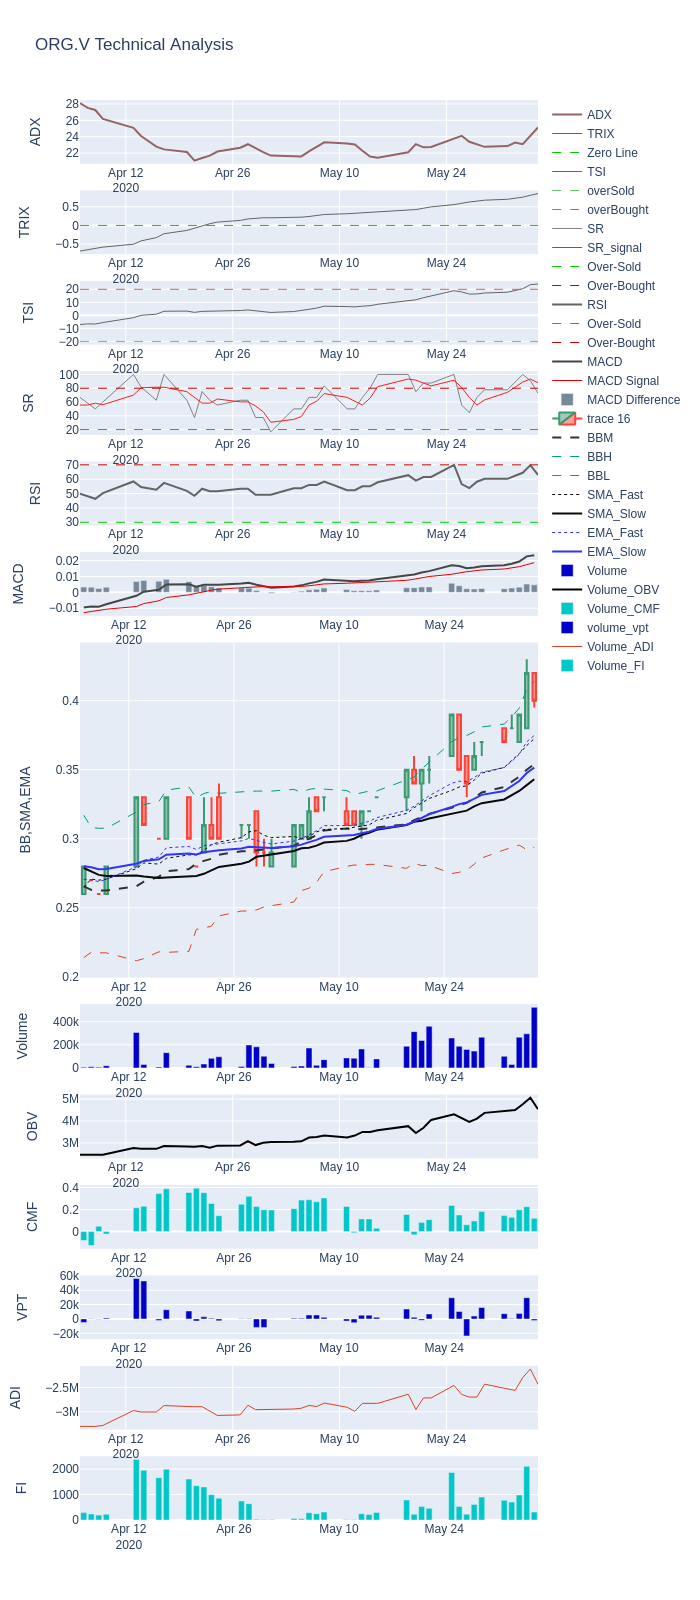 ORG.V Technical Analysis
28
26
24
22
ADX
Apr 12
2020
Apr 26
May 10
May 24
0.5
0
−0.5
TRIX
Apr 12
2020
Apr 26
May 10
May 24
20
10
0
−10
−20
TSI
Apr 12
2020
Apr 26
May 10
May 24
100
80
60
40
20
SR
Apr 12
2020
Apr 26
May 10
May 24
70
60
50
40
30
RSI
Apr 12
2020
Apr 26
May 10
May 24
0.02
0.01
0
−0.01
MACD
Apr 12
2020
Apr 26
May 10
May 24
0.4
0.35
0.3
0.25
0.2
BB,SMA,EMA
Apr 12
2020
Apr 26
May 10
May 24
400k
200k
0
Volume
Apr 12
2020
Apr 26
May 10
May 24
5M
4M
3M
OBV
Apr 12
2020
Apr 26
May 10
May 24
0.4
0.2
0
CMF
Apr 12
2020
Apr 26
May 10
May 24
60k
40k
20k
0
−20k
VPT
Apr 12
2020
Apr 26
May 10
May 24
−2.5M
−3M
ADI
Apr 12
2020
Apr 26
May 10
May 24
2000
1000
0
FI
Apr 12
2020
Apr 26
May 10
May 24
ADX
TRIX
Zero Line
TSI
overSold
overBought
SR
SR_signal
Over-Sold
Over-Bought
RSI
Over-Sold
Over-Bought
MACD
MACD Signal
MACD Difference
trace 16
BBM
BBH
BBL
SMA_Fast
SMA_Slow
EMA_Fast
EMA_Slow
Volume
Volume_OBV
Volume_CMF
volume_vpt
Volume_ADI
Volume_FI